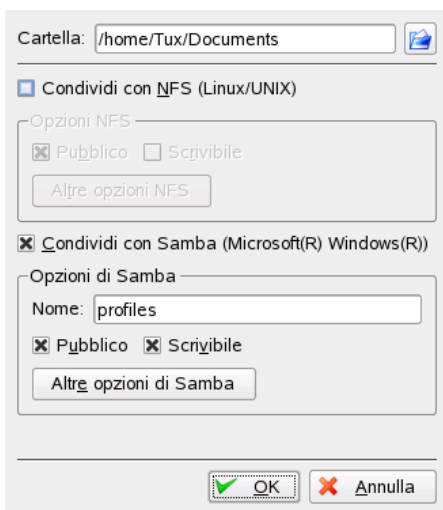 Cartella: /home/Tux/Documents
Condividi con NFS (Linux/UNIX)
Opzioni NFS
Pubblico Scrivibile
Altre opzioni NFS
Condividi con Samba (Microsoft(R) Windows(R))
Opzioni di Samba
Nome: profiles
Pubblico Scrivibile
Altre opzioni di Samba
OK Annulla